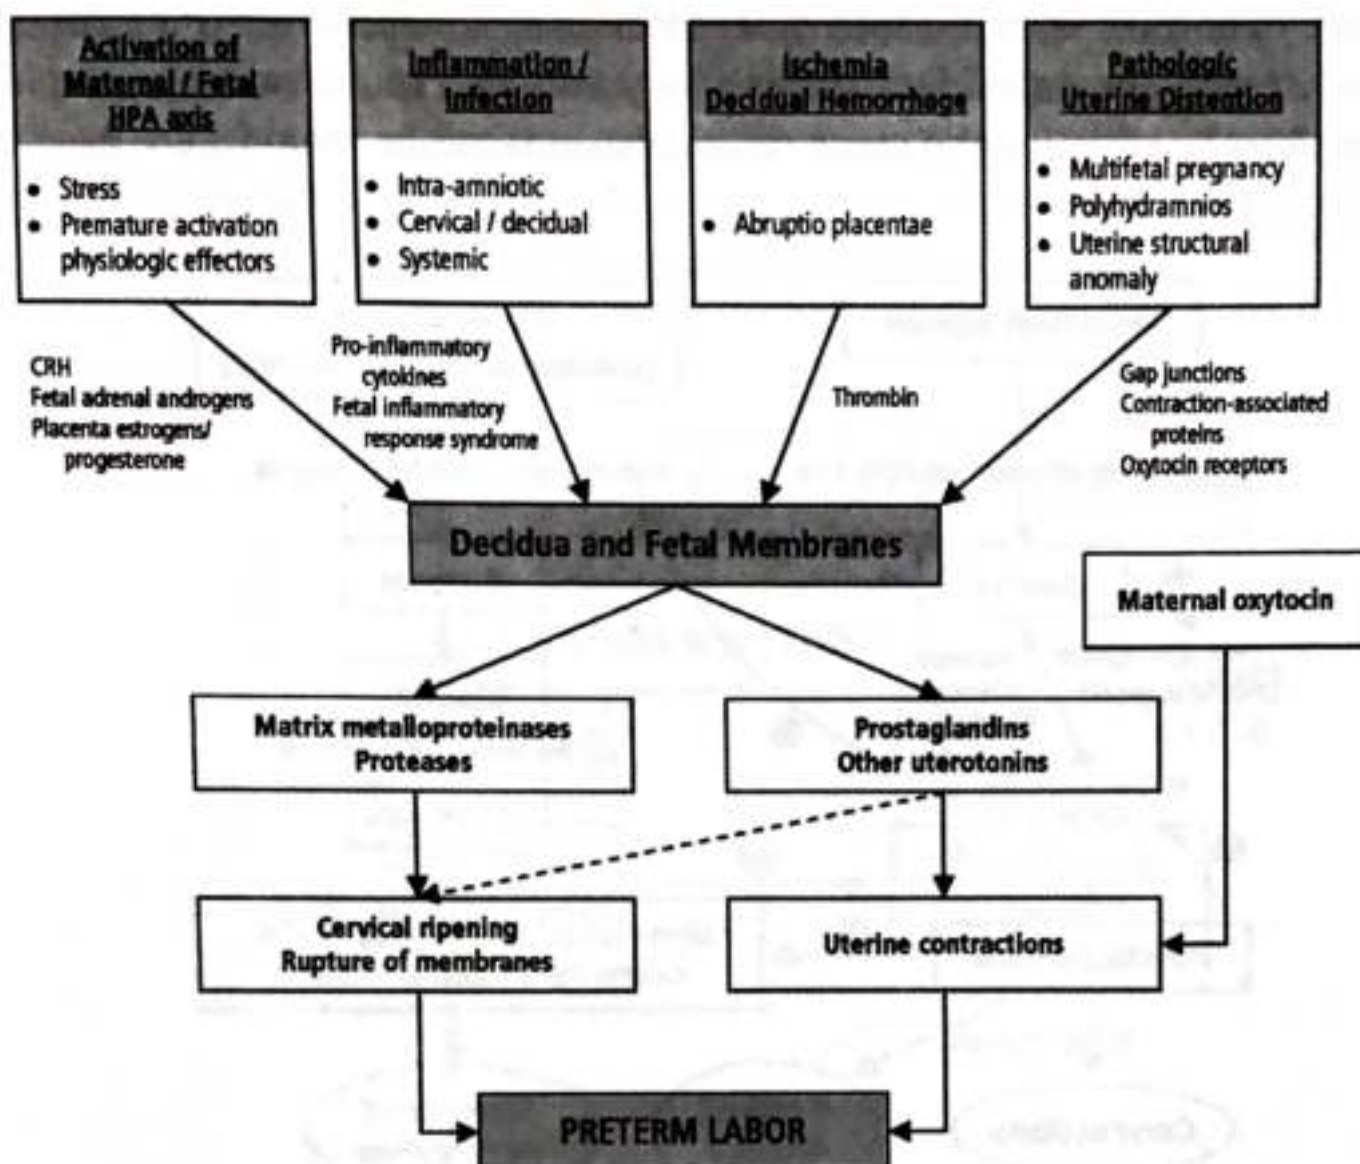 Activation of
Maternal / Fetal
HPA axis
• Stress
• Premature activation
physiologic effectors
Inflammation /
Infection
• Intra-amniotic
• Cervical / decidual
• Systemic
Ischemia
Decidual Hemorrhage
• Abruptio placentae
Pathologic
Uterine Distention
• Multifetal pregnancy
• Polyhydramnios
• Uterine structural
anomaly
CRH
Fetal adrenal androgens
Placenta estrogens/
progesterone
Pro-inflammatory
cytokines
Fetal inflammatory
response syndrome
Thrombin
Gap junctions
Contraction-associated
proteins
Oxytocin receptors
Decidua and Fetal Membranes
Maternal oxytocin
Matrix metalloproteinases
Proteases
Prostaglandins
Other uterotonins
Cervical ripening
Rupture of membranes
Uterine contractions
PRETERM LABOR